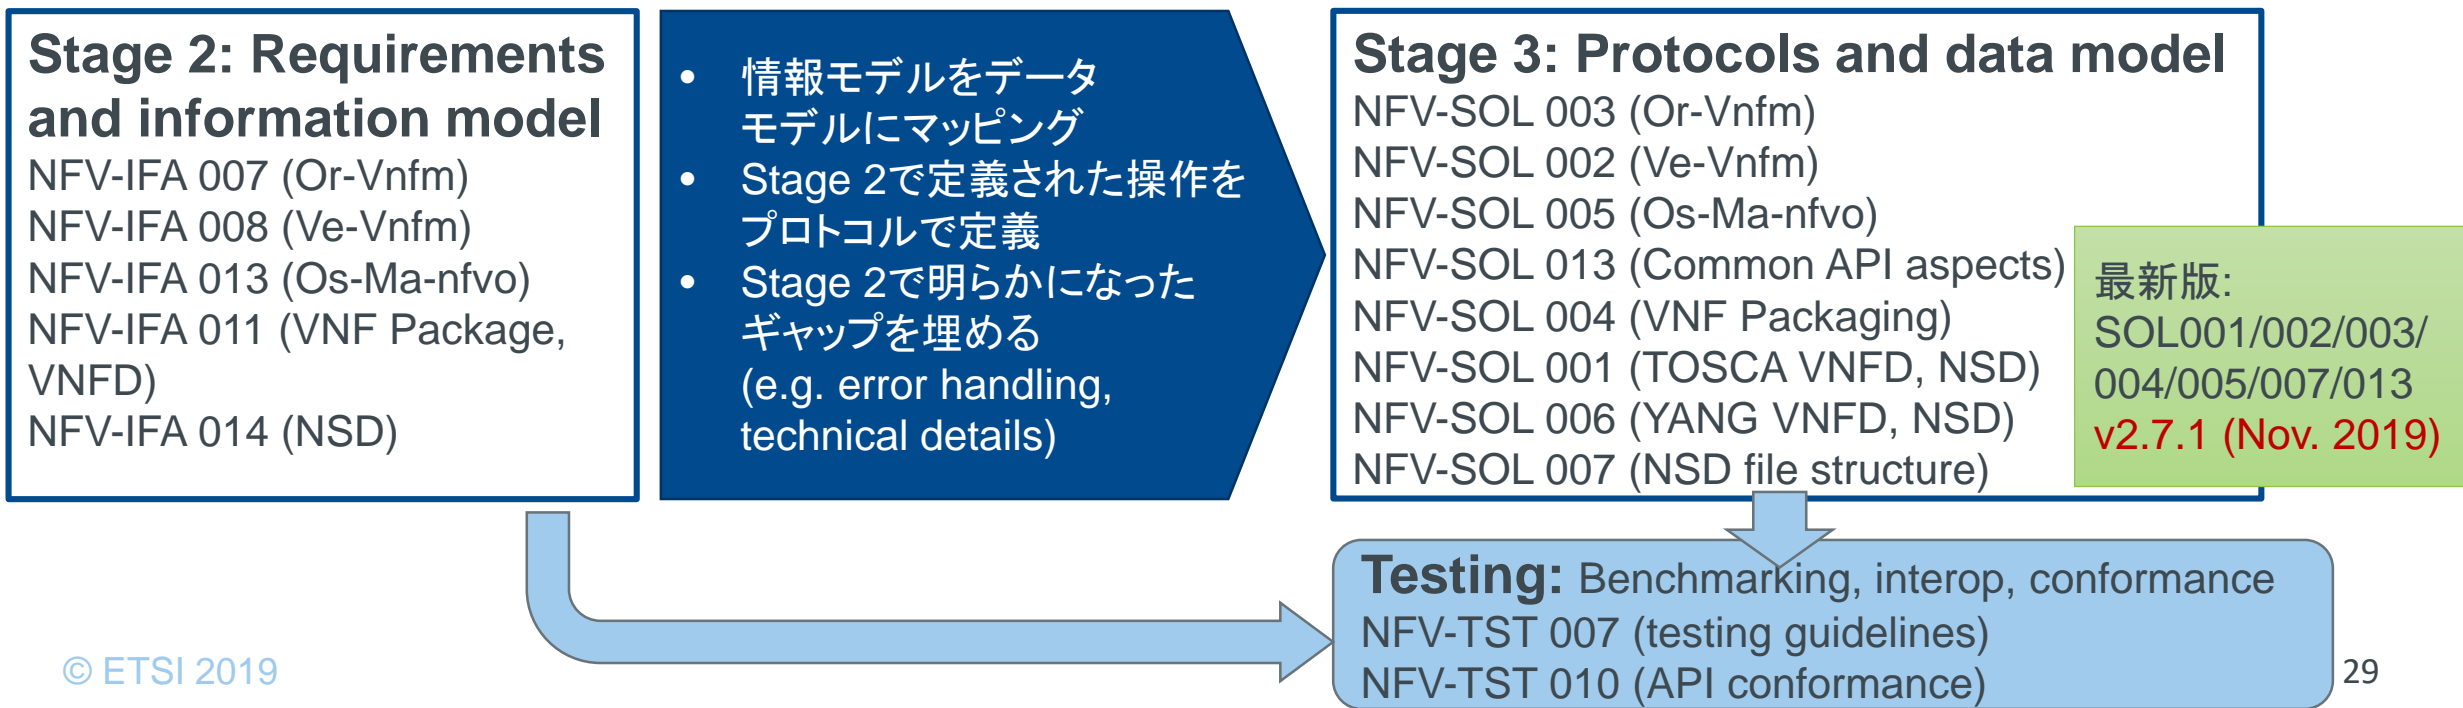 Stage 2: Requirements
and information model
NFV-IFA 007 (Or-Vnfm)
NFV-IFA 008 (Ve-Vnfm)
NFV-IFA 013 (Os-Ma-nfvo)
NFV-IFA 011 (VNF Package,
VNFD)
NFV-IFA 014 (NSD)
• 情報モデルをデータ
モデルにマッピング
• Stage 2で定義された操作を
プロトコルで定義
• Stage 2で明らかになった
ギャップを埋める
(e.g. error handling,
technical details)
Stage 3: Protocols and data model
NFV-SOL 003 (Or-Vnfm)
NFV-SOL 002 (Ve-Vnfm)
NFV-SOL 005 (Os-Ma-nfvo)
NFV-SOL 013 (Common API aspects)
NFV-SOL 004 (VNF Packaging)
NFV-SOL 001 (TOSCA VNFD, NSD)
NFV-SOL 006 (YANG VNFD, NSD)
NFV-SOL 007 (NSD file structure)
最新版:
SOL001/002/003/
004/005/007/013
v2.7.1 (Nov. 2019)
Testing: Benchmarking, interop, conformance
NFV-TST 007 (testing guidelines)
NFV-TST 010 (API conformance)
© ETSI 2019
29